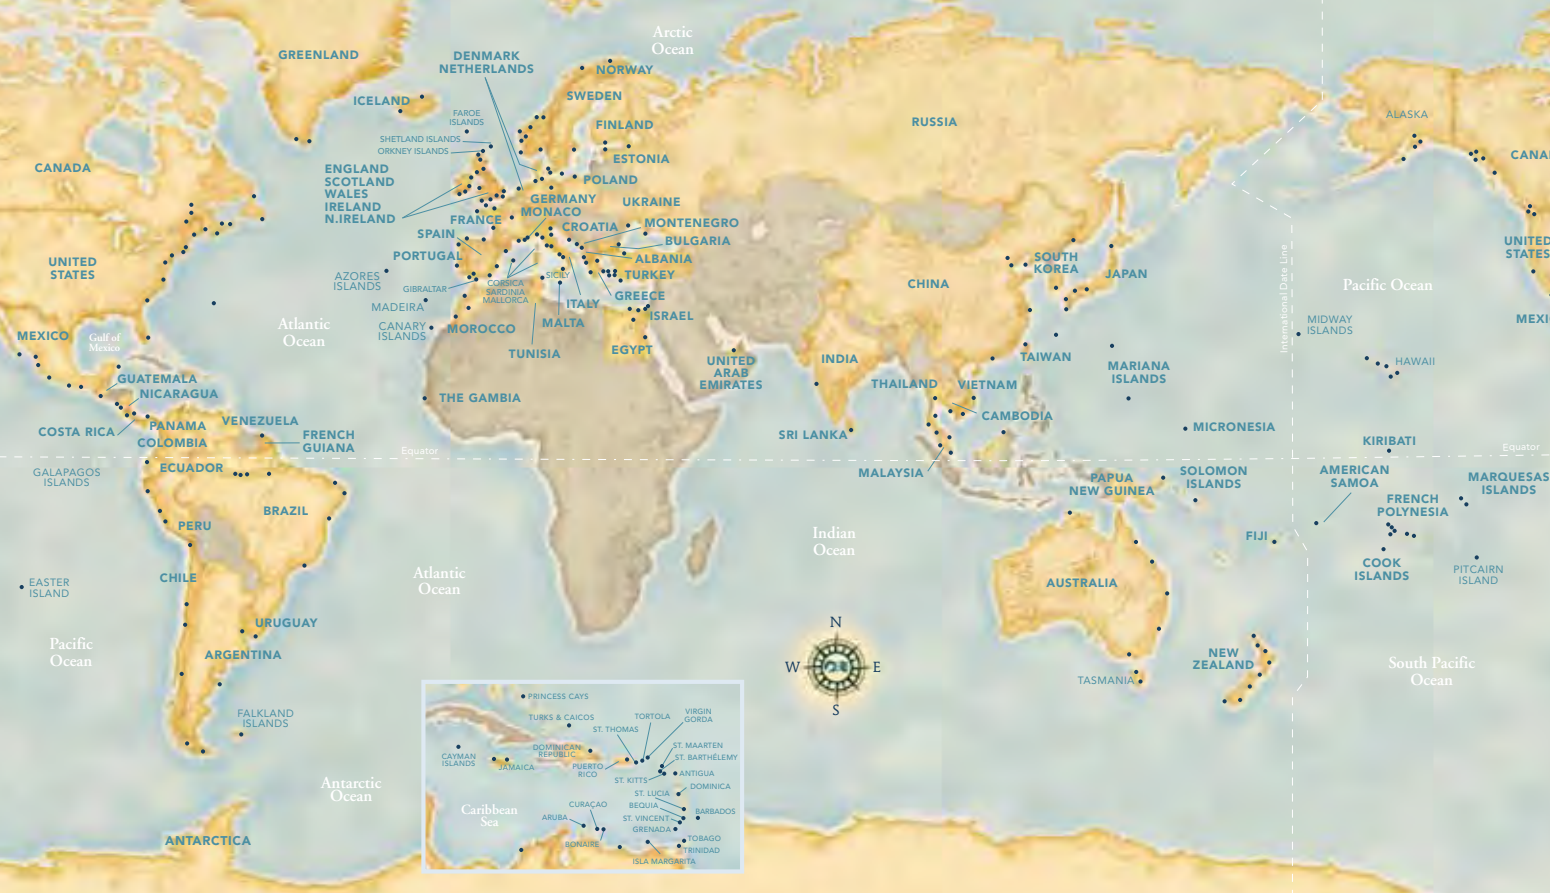 Arctic
Ocean
GREENLAND
DENMARK
NETHERLANDS
NORWAY
ICELAND
SWEDEN
FAROE
ISLANDS
FINLAND
RUSSIA
ALASKA
SHETLAND ISLANDS
ORKNEY ISLANDS
ESTONIA
CANADA
CANA
ENGLAND
SCOTLAND
WALES
IRELAND
N.IRELAND
POLAND
GERMANY
UKRAINE
MONACO
FRANCE
CROATIA
MONTENEGRO
SPAIN
BULGARIA
PORTUGAL
ALBANIA
UNITED
STATES
UNITED
STATES
AZORES
ISLANDS
GIBRALTAR
CORSICA
SARDINIA
MALLORCA
SICILY
TURKEY
GREECE
ITALY
MALTA
ISRAEL
CHINA
SOUTH
KOREA
JAPAN
International Date Line
Pacific Ocean
MADEIRA
CANARY
ISLANDS
MOROCCO
TUNISIA
EGYPT
Atlantic
Ocean
MEXICO
Gulf of
Mexico
MIDWAY
ISLANDS
MEXI
UNITED
ARAB
EMIRATES
INDIA
TAIWAN
MARIANA
ISLANDS
HAWAII
GUATEMALA
NICARAGUA
THE GAMBIA
THAILAND
VIETNAM
CAMBODIA
COSTA RICA
PANAMA
COLOMBIA
VENEZUELA
FRENCH
GUIANA
SRI LANKA
MICRONESIA
KIRIBATI
Equator
Equator
GALAPAGOS
ISLANDS
ECUADOR
MALAYSIA
PAPUA
NEW GUINEA
SOLOMON
ISLANDS
AMERICAN
SAMOA
MARQUESAS
ISLANDS
FRENCH
POLYNESIA
BRAZIL
PERU
Indian
Ocean
FIJI
COOK
ISLANDS
PITCAIRN
ISLAND
EASTER
ISLAND
CHILE
Atlantic
Ocean
AUSTRALIA
URUGUAY
ARGENTINA
Pacific
Ocean
N
W
E
S
NEW
ZEALAND
TASMANIA
South Pacific
Ocean
FALKLAND
ISLANDS
PRINCESS CAYS
TURKS & CAICOS
TORTOLA
VIRGIN
GORDA
ST. THOMAS
CAYMAN
ISLANDS
JAMAICA
DOMINICAN
REPUBLIC
PUERTO
RICO
ST. MAARTEN
ST. BARTHÉLEMY
ST. KITTS
ANTIGUA
DOMINICA
ST. LUCIA
BEQUIA
BARBADOS
ST. VINCENT
GRENADA
Caribbean
Sea
CURAÇAO
ARUBA
BONAIRE
TOBAGO
TRINIDAD
ISLA MARGARITA
Antarctic
Ocean
ANTARCTICA